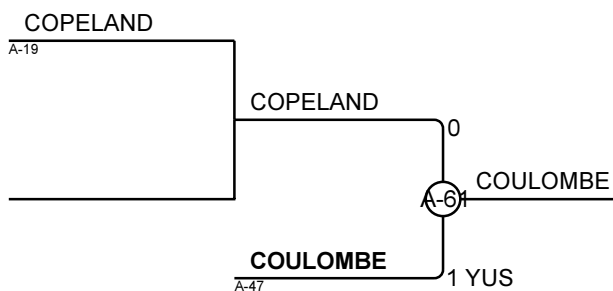 COPELAND
A-19
COPELAND
0
A-61
COULOMBE
COULOMBE
A-47
1 YUS